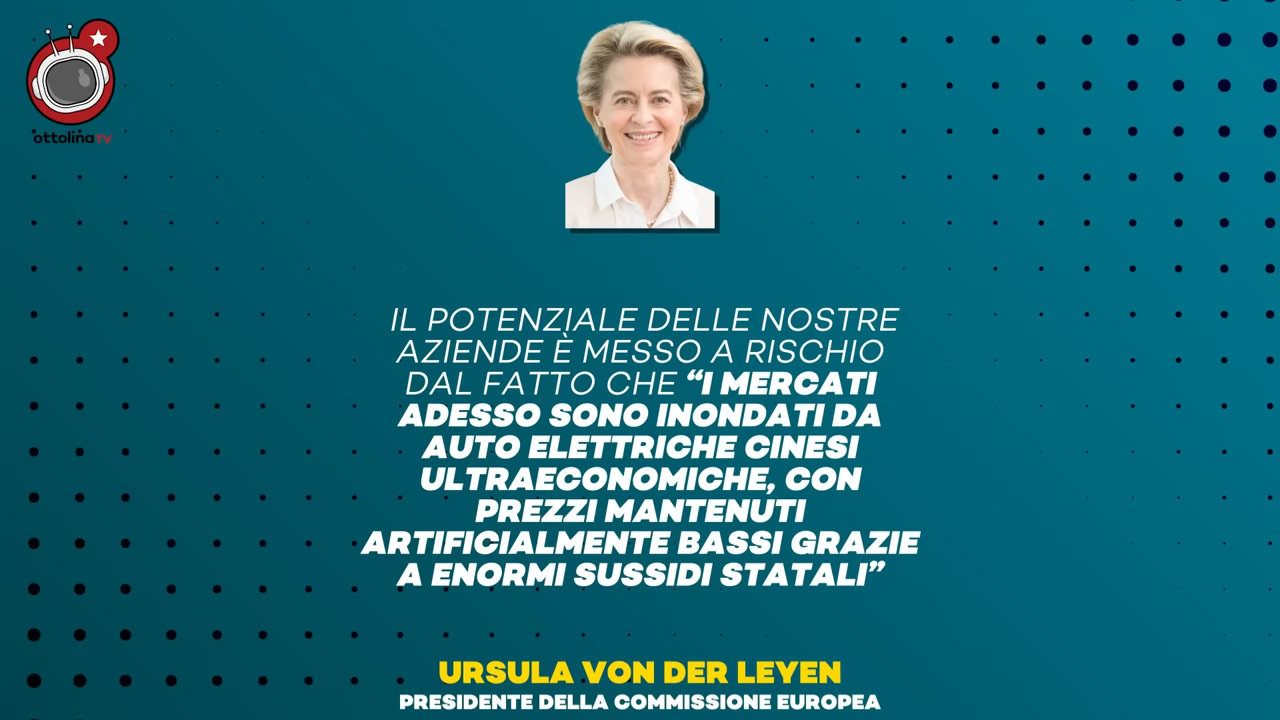 ottolina TV
IL POTENZIALE DELLE NOSTRE
AZIENDE È MESSO A RISCHIO
DAL FATTO CHE “I MERCATI
ADESSO SONO INONDATI DA
AUTO ELETTRICHE CINESI
ULTRAECONOMICHE, CON
PREZZI MANTENUTI
ARTIFICIALMENTE BASSI GRAZIE
A ENORMI SUSSIDI STATALI”
URSULA VON DER LEYEN
PRESIDENTE DELLA COMMISSIONE EUROPEA